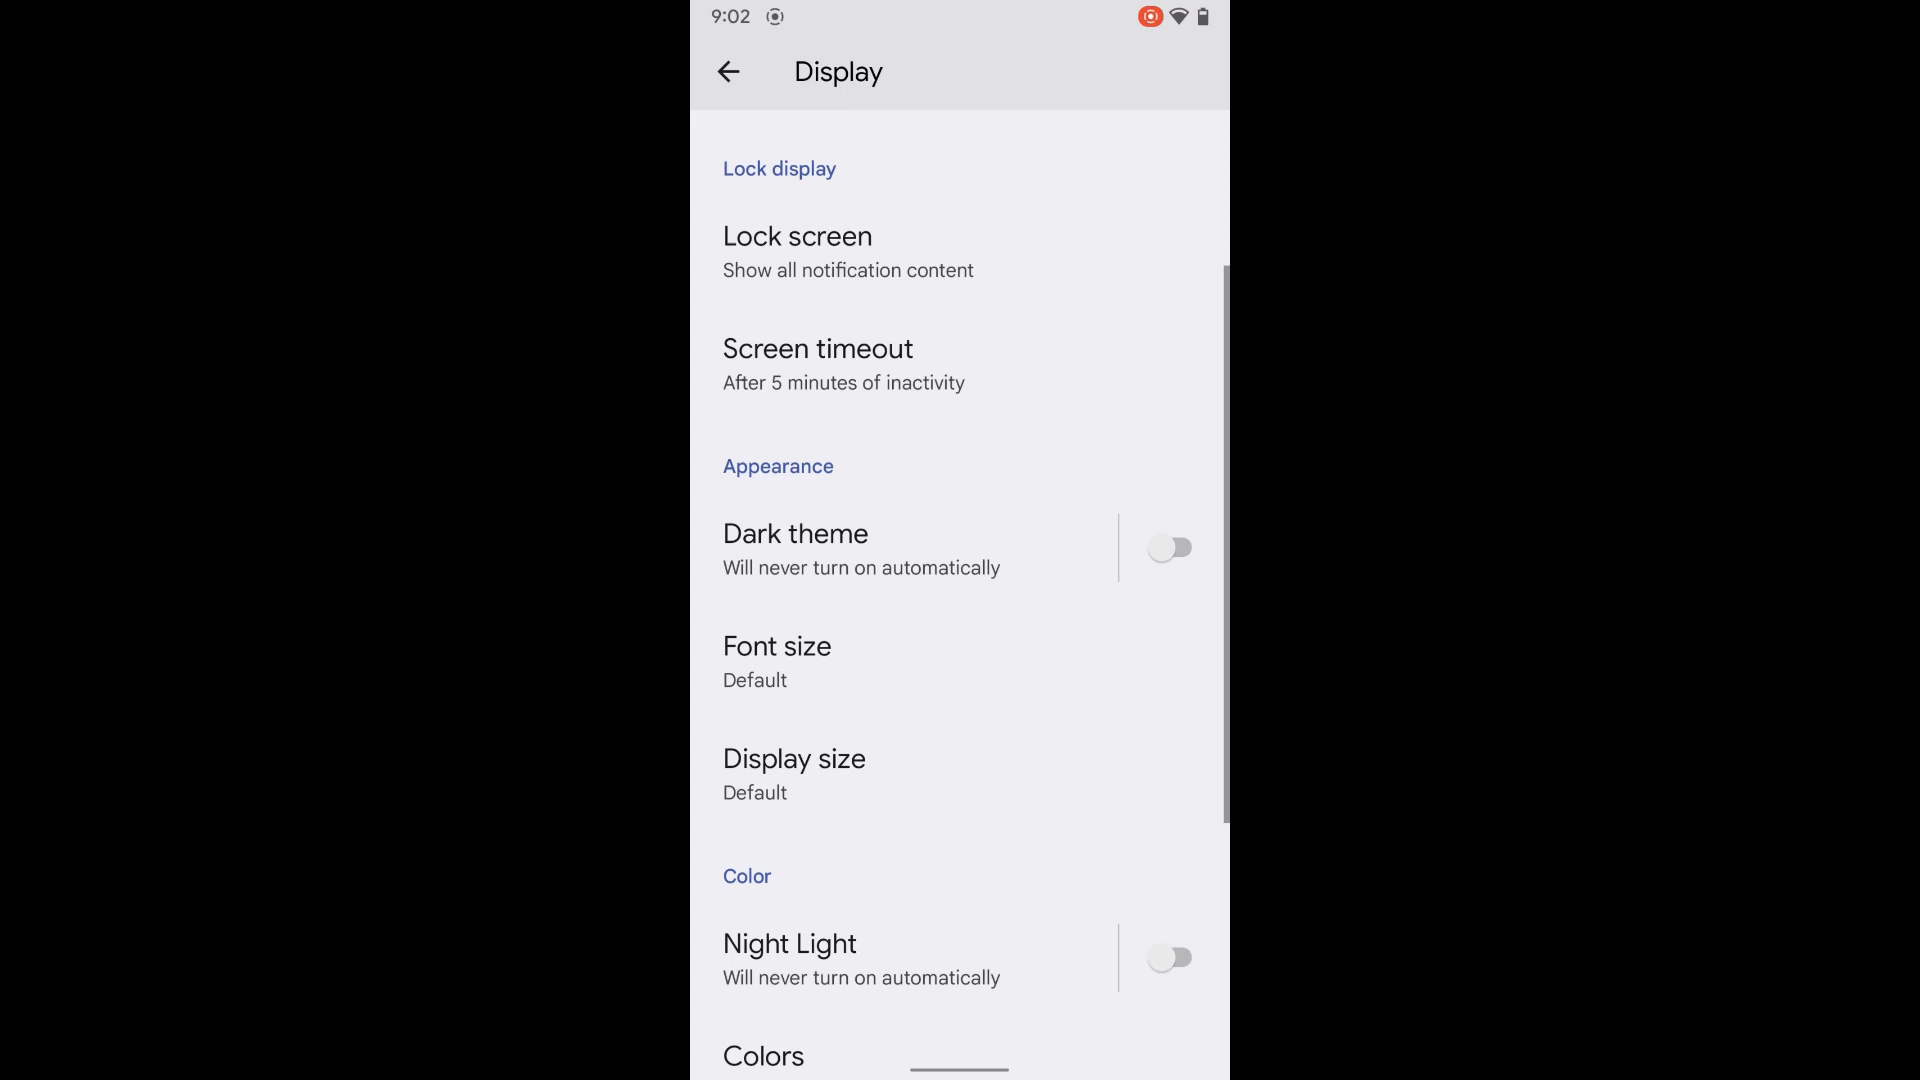 9:02
Display
Lock display
Lock screen
Show all notification content
Screen timeout
After 5 minutes of inactivity
Appearance
Dark theme
Will never turn on automatically
Font size
Default
Display size
Default
Color
Night Light
Will never turn on automatically
Colors